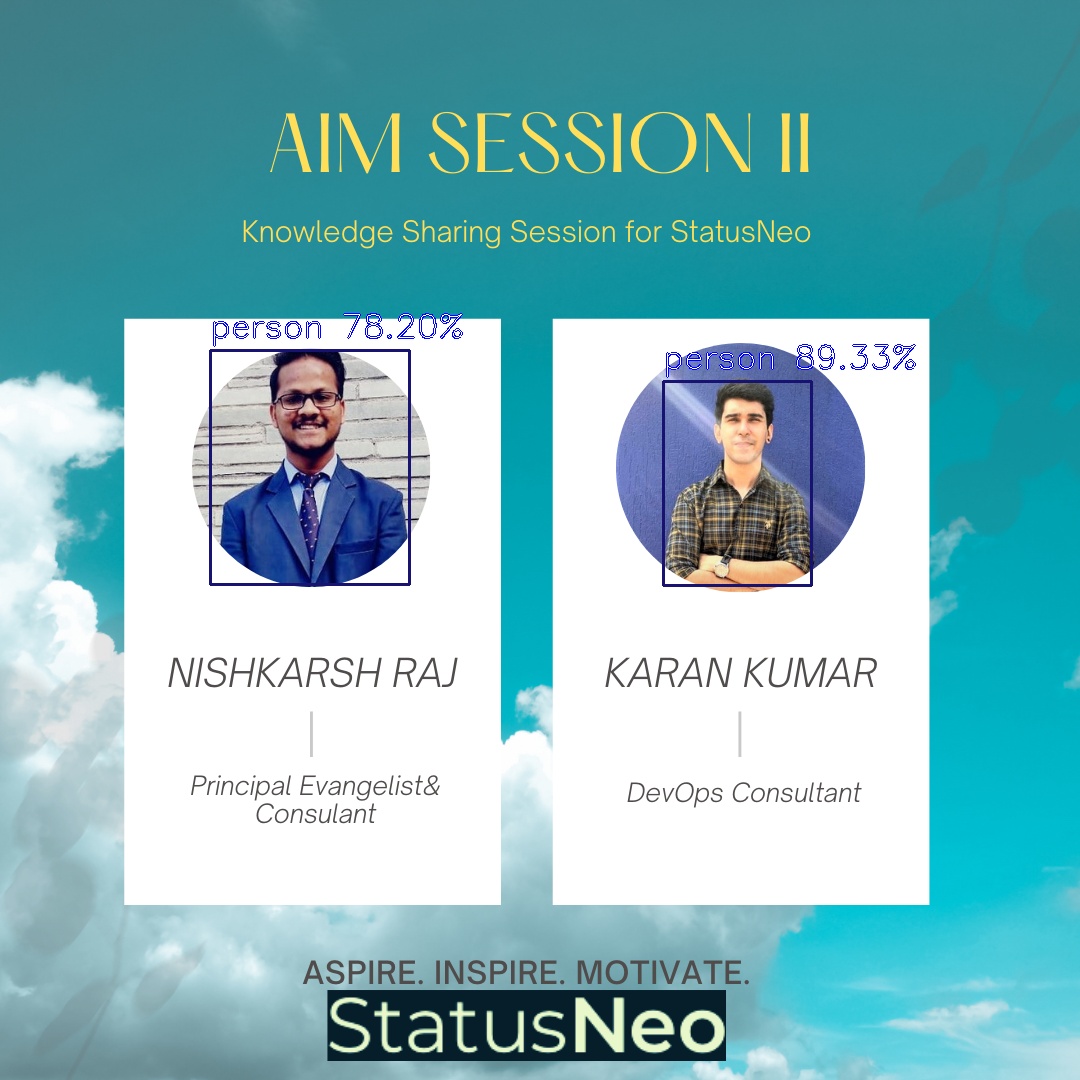 AIM SESSION II
Knowledge Sharing Session for StatusNeo
person 78.20%
person 89.33%
NISHKARSH RAJ
Principal Evangelist&
Consulant
KARAN KUMAR
DevOps Consultant
ASPIRE. INSPIRE. MOTIVATE.
StatusNeo